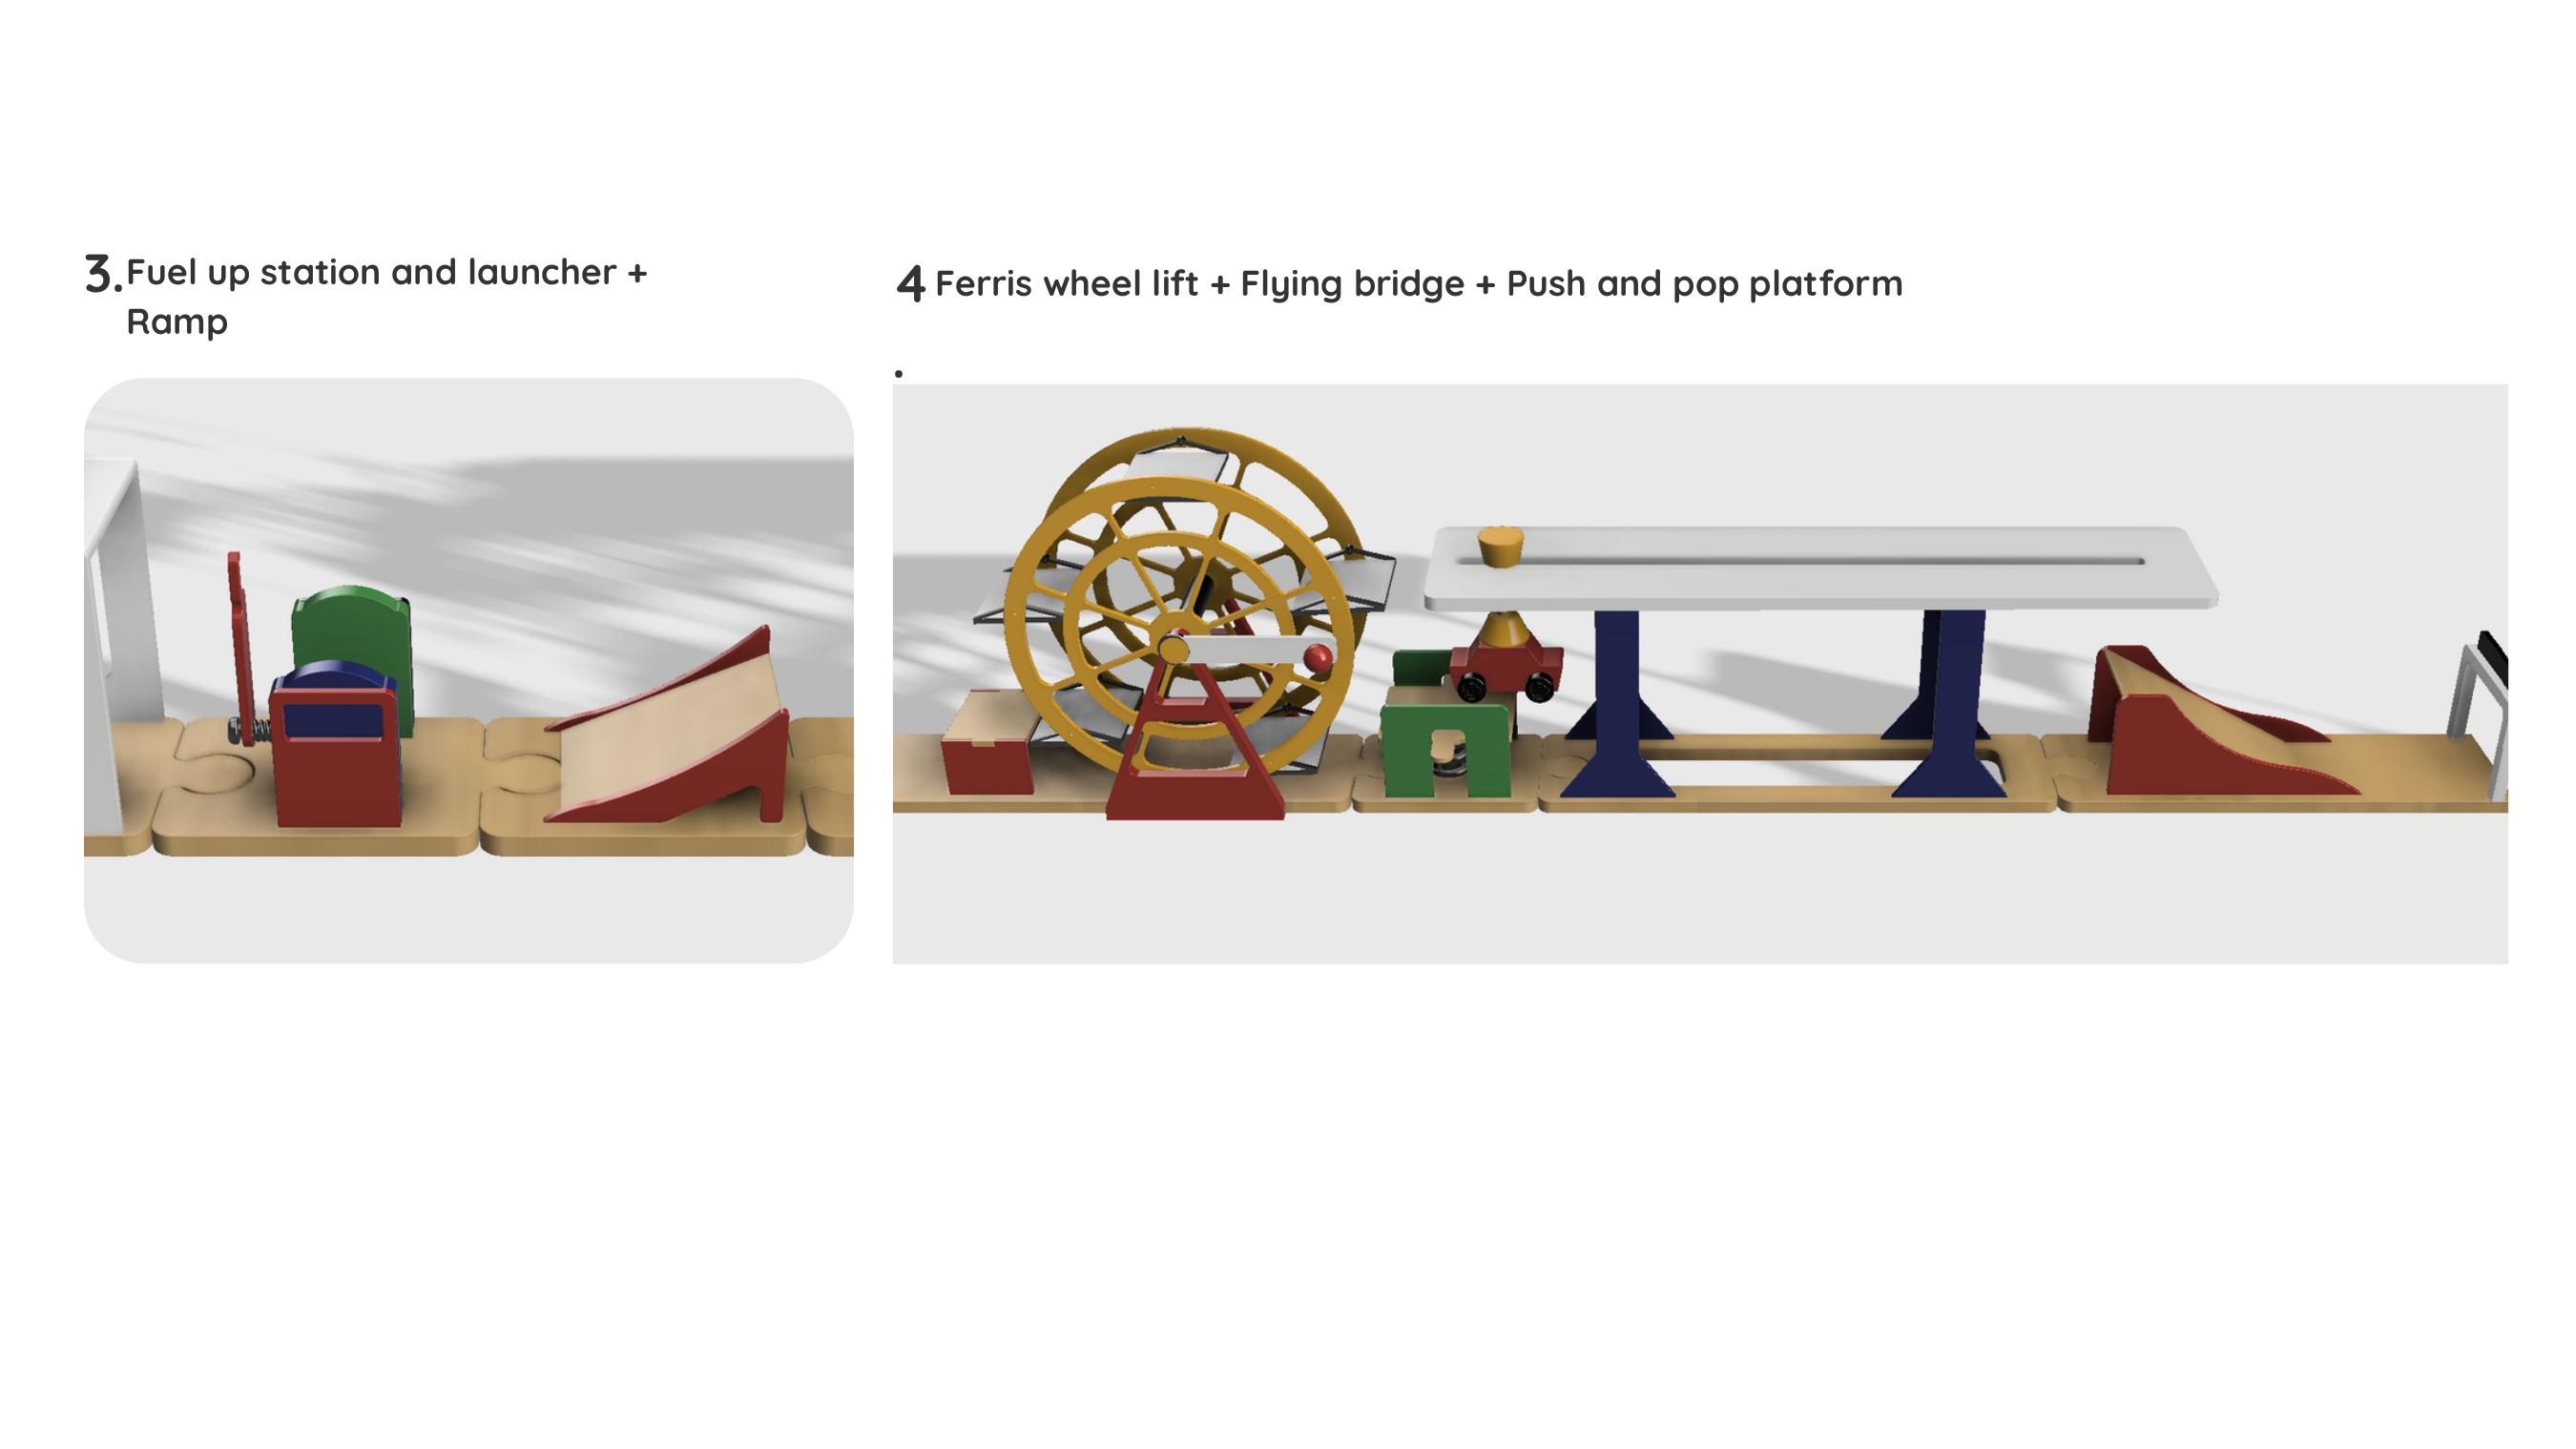 3. Fuel up station and launcher +
Ramp
4 Ferris wheel lift + Flying bridge + Push and pop platform
.